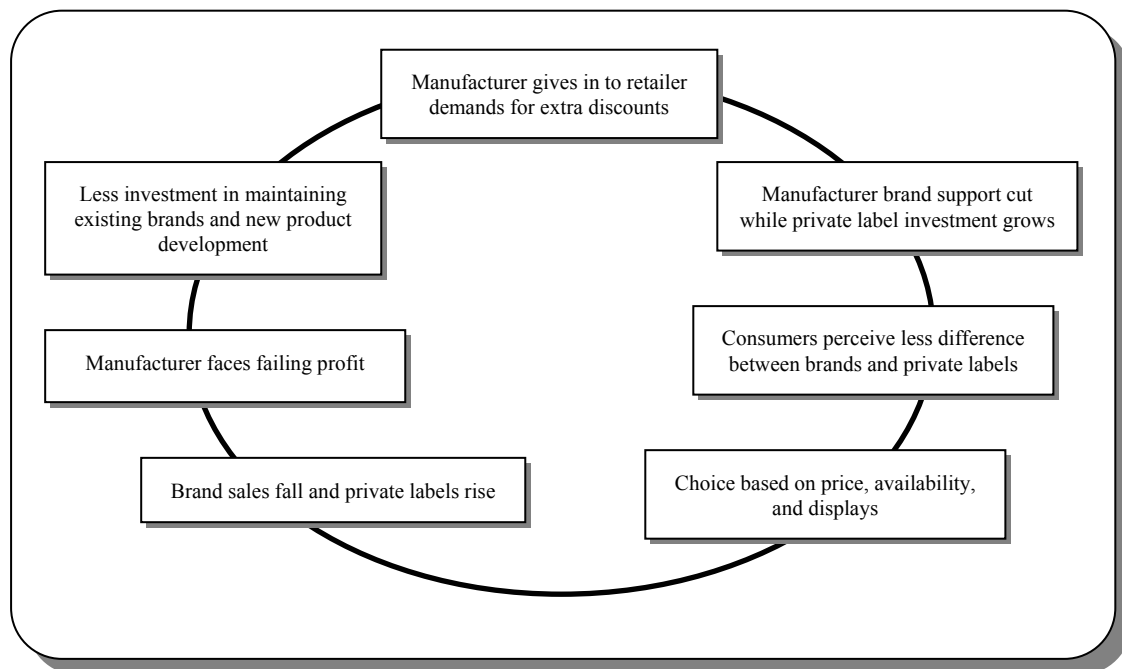 Manufacturer gives in to retailer
demands for extra discounts
Manufacturer brand support cut
while private label investment grows
Consumers perceive less difference
between brands and private labels
Choice based on price, availability,
and displays
Brand sales fall and private labels rise
Manufacturer faces failing profit
Less investment in maintaining
existing brands and new product
development